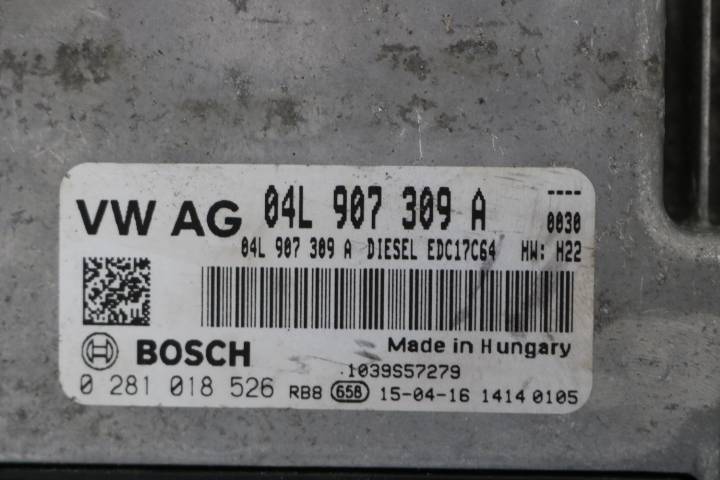 VW AG 04L 907 309 A ----
0030
04L 907 309 A DIESEL EDC17C64 HW: H22
BOSCH Made in Hungary
1039S57279
0 281 018 526 RB8 658 15-04-16 1414 0105